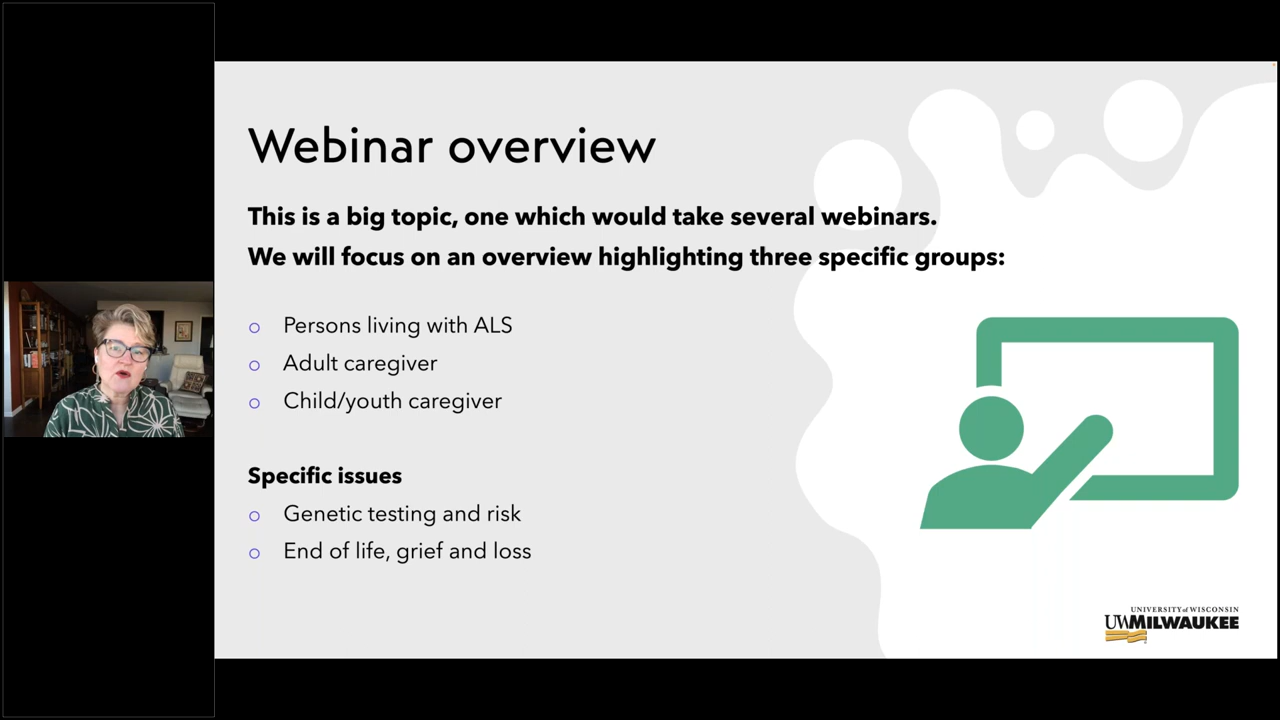 Webinar overview
This is a big topic, one which would take several webinars.
We will focus on an overview highlighting three specific groups:
Persons living with ALS
Adult caregiver
Child/youth caregiver
Specific issues
Genetic testing and risk
End of life, grief and loss
UNIVERSITY of WISCONSIN
UWMILWAUKEE